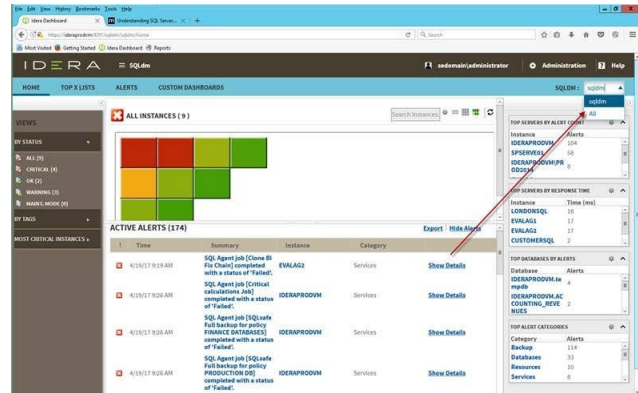 File Edit View History Bookmarks Tools Help
Idera Dashboard
Understanding SQL Server...
Search
Most Visited Getting Started Idera Dashboard Reports
IDERA
SQLdm
sedomain\administrator
Administration
Help
HOME TOP X LISTS ALERTS CUSTOM DASHBOARDS
SQLDM : sqldm
sqldm
All
VIEWS
BY STATUS
ALL (9)
CRITICAL (4)
OK (2)
WARNING (3)
MAINT. MODE (0)
BY TAGS
MOST CRITICAL INSTANCES
ALL INSTANCES ( 9 )
Search Instances
ACTIVE ALERTS (174)
Export Hide Alerts
! Time Summary Instance Category
4/19/17 9:19 AM
SQL Agent job [Clone BI
Fix Chain] completed
with a status of 'Failed'.
EVALAG2
Services
Show Details
4/19/17 9:26 AM
SQL Agent job [Critical
calculations Job]
completed with a status
of 'Failed'.
IDERAPRODVM
Services
Show Details
4/19/17 9:26 AM
SQL Agent job [SQLsafe
Full backup for policy
FINANCE DATABASES]
completed with a status
of 'Failed'.
IDERAPRODVM
Services
Show Details
4/19/17 9:26 AM
SQL Agent job [SQLsafe
Full backup for policy
PRODUCTION DB]
completed with a status
of 'Failed'.
IDERAPRODVM
Services
Show Details
TOP SERVERS BY ALERT COUNT
Instance Alerts
IDERAPRODVM 104
SPSERVE01 58
IDERAPRODVM\PR
OD2014
TOP SERVERS BY RESPONSE TIME
Instance Time (ms)
LONDONSQL
EVALAG1 17
EVALAG2 17
CUSTOMERSQL 2
TOP DATABASES BY ALERTS
Database Alerts
IDERAPRODVM.te
mpdb
4
IDERAPRODVM.AC
COUNTING_REVE
NUES
2
TOP ALERT CATEGORIES
Category Alerts
Backup 114
Databases 33
Resources 10
Services